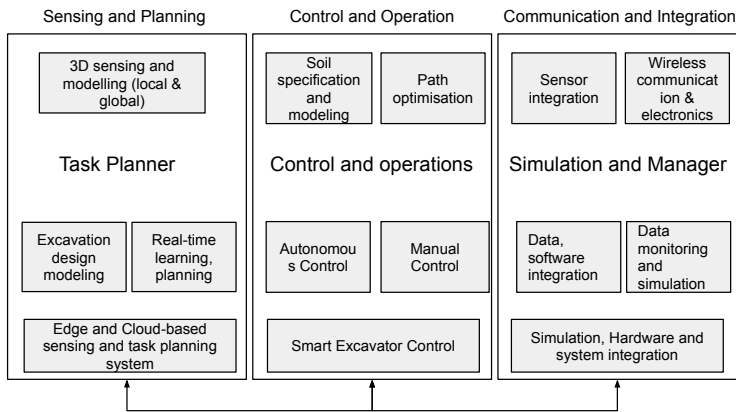 Sensing and Planning
3D sensing and
modelling (local &
global)
Task Planner
Excavation
design
modeling
Real-time
learning,
planning
Edge and Cloud-based
sensing and task planning
system
Control and Operation
Soil
specification
and
modeling
Path
optimisation
Control and operations
Autonomou
s Control
Manual
Control
Smart Excavator Control
Communication and Integration
Sensor
integration
Wireless
communicat
ion &
electronics
Simulation and Manager
Data,
software
integration
Data
monitoring
and
simulation
Simulation, Hardware and
system integration